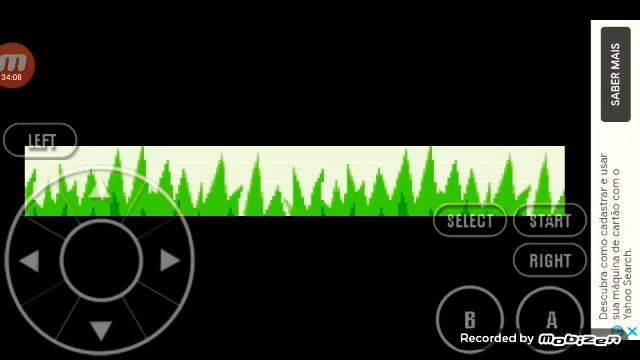 34:08
LEFT
SELECT
START
RIGHT
B
A
SABER MAIS
Descubra como cadastrar e usar
sua máquina de cartão com o
Yahoo Search.
Recorded by MOBIZEN